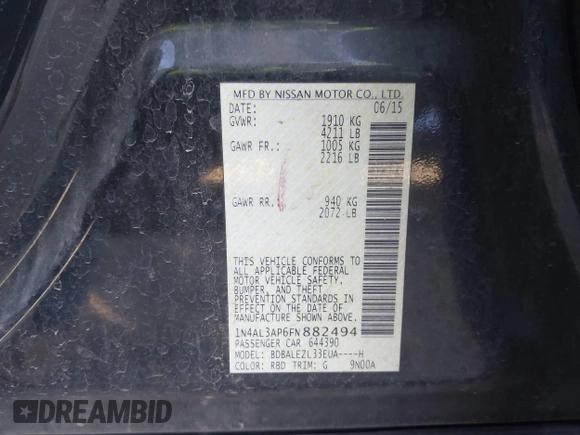 MFD BY NISSAN MOTOR CO., LTD.
DATE: 06/15
GVWR: 1910 KG
4211 LB
GAWR FR.: 1005 KG
2216 LB
GAWR RR.: 940 KG
2072 LB
THIS VEHICLE CONFORMS TO
ALL APPLICABLE FEDERAL
MOTOR VEHICLE SAFETY,
BUMPER, AND THEFT
PREVENTION STANDARDS IN
EFFECT ON THE DATE OF
MANUFACTURE SHOWN ABOVE.
1N4AL3AP6FN882494
PASSENGER CAR 644390
MODEL: BDBALEZL33EUA----H
COLOR: RBD TRIM: G 9N00A
EPIC
VIN